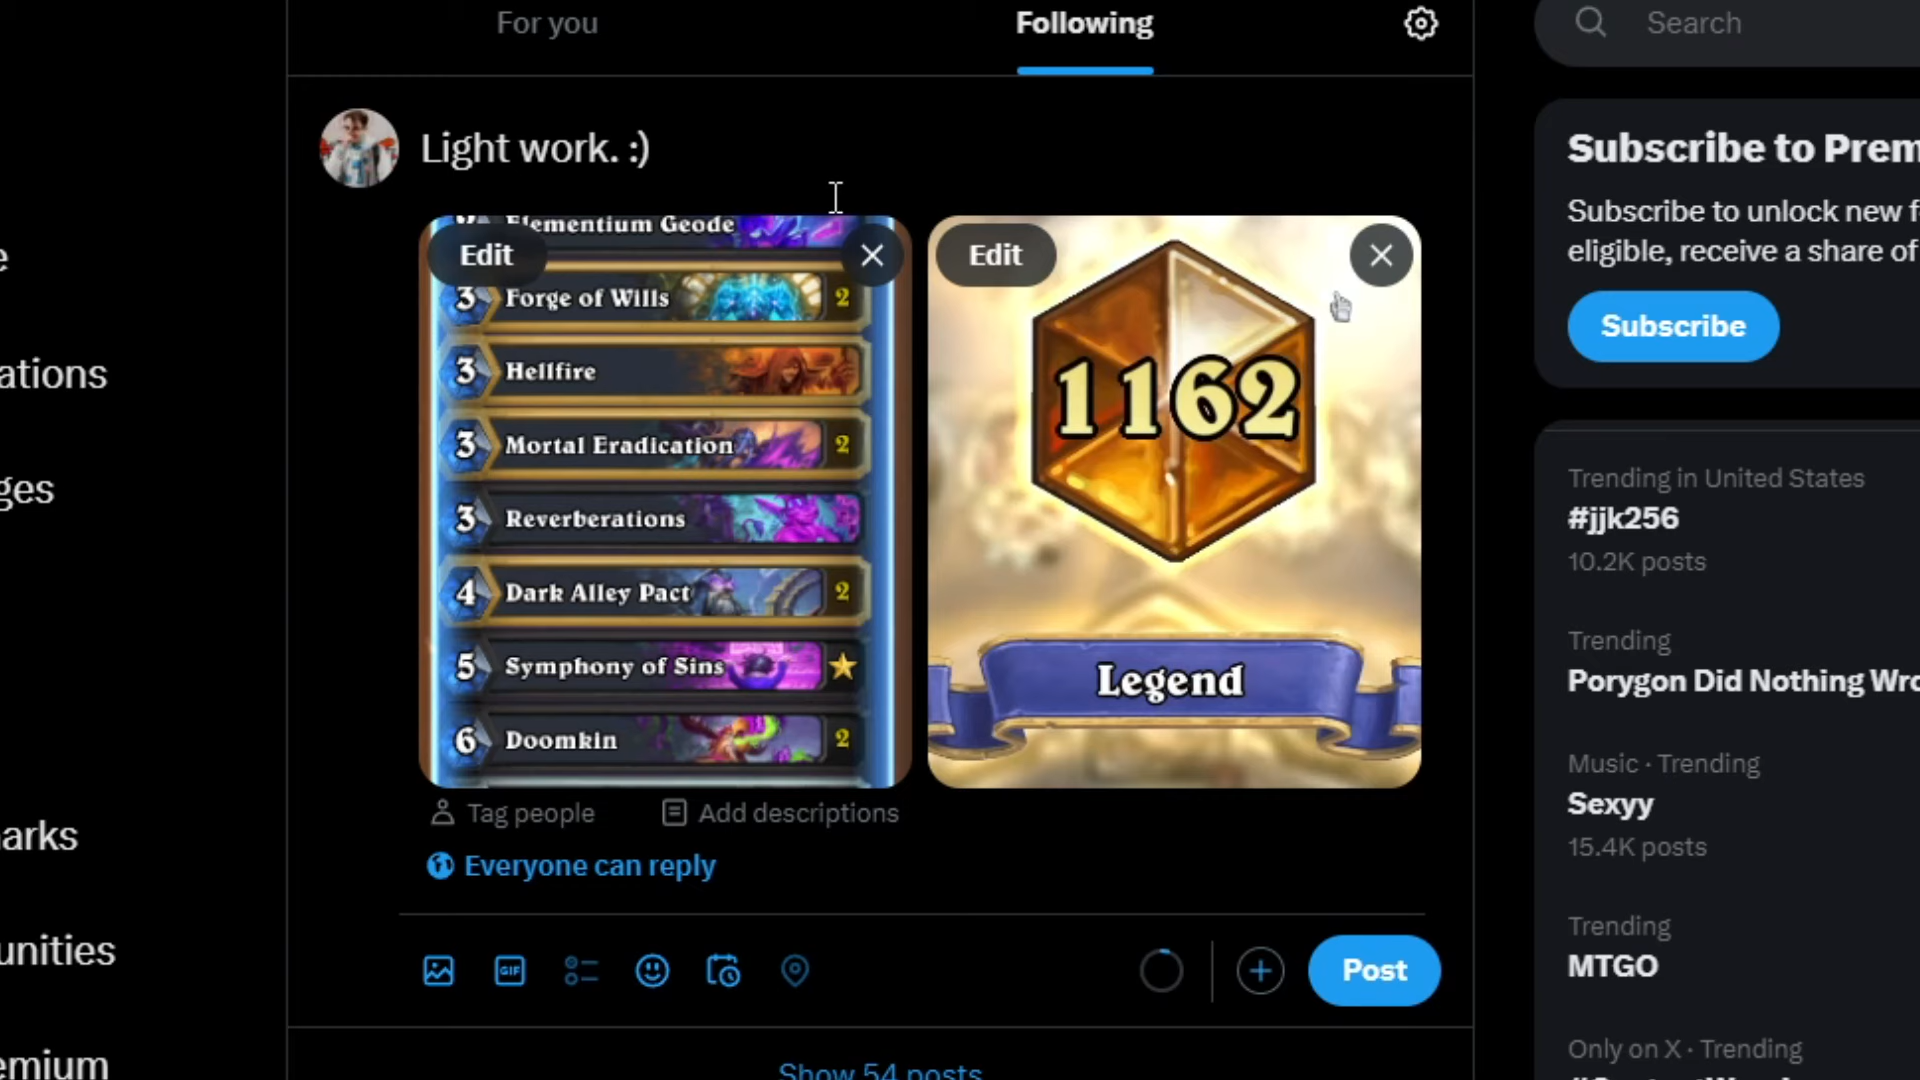 For you
Following
Search
Light work. :)
Elementium Geode
Edit
3 Forge of Wills 2
3 Hellfire
3 Mortal Eradication 2
3 Reverberations
4 Dark Alley Pact 2
5 Symphony of Sins
6 Doomkin 2
Edit
1162
Legend
Tag people
Add descriptions
Everyone can reply
GIF
Post
Show 54 posts
Subscribe to Prem
Subscribe to unlock new f
eligible, receive a share of
Subscribe
Trending in United States
#jjk256
10.2K posts
Trending
Porygon Did Nothing Wro
Music · Trending
Sexyy
15.4K posts
Trending
MTGO
Only on X · Trending
e
ations
ges
arks
unities
emium